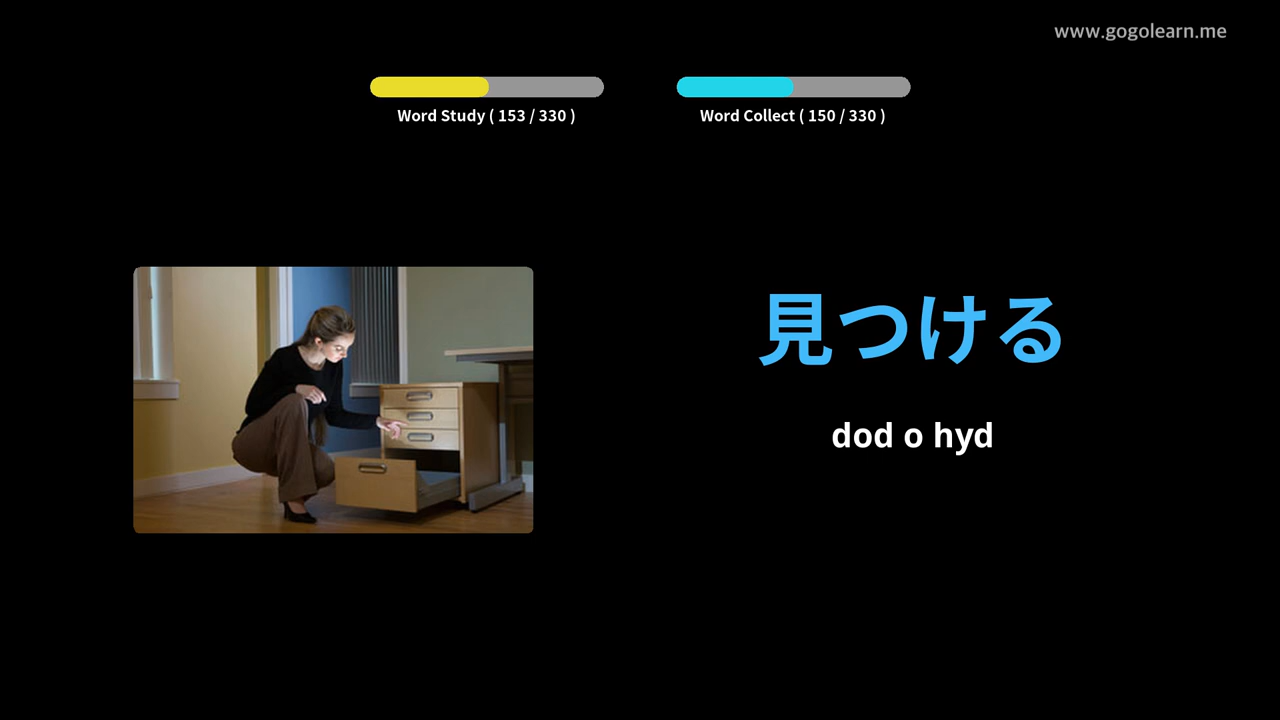 www.gogolearn.me
Word Study ( 153 / 330 )
Word Collect ( 150 / 330 )
見つける
dod o hyd